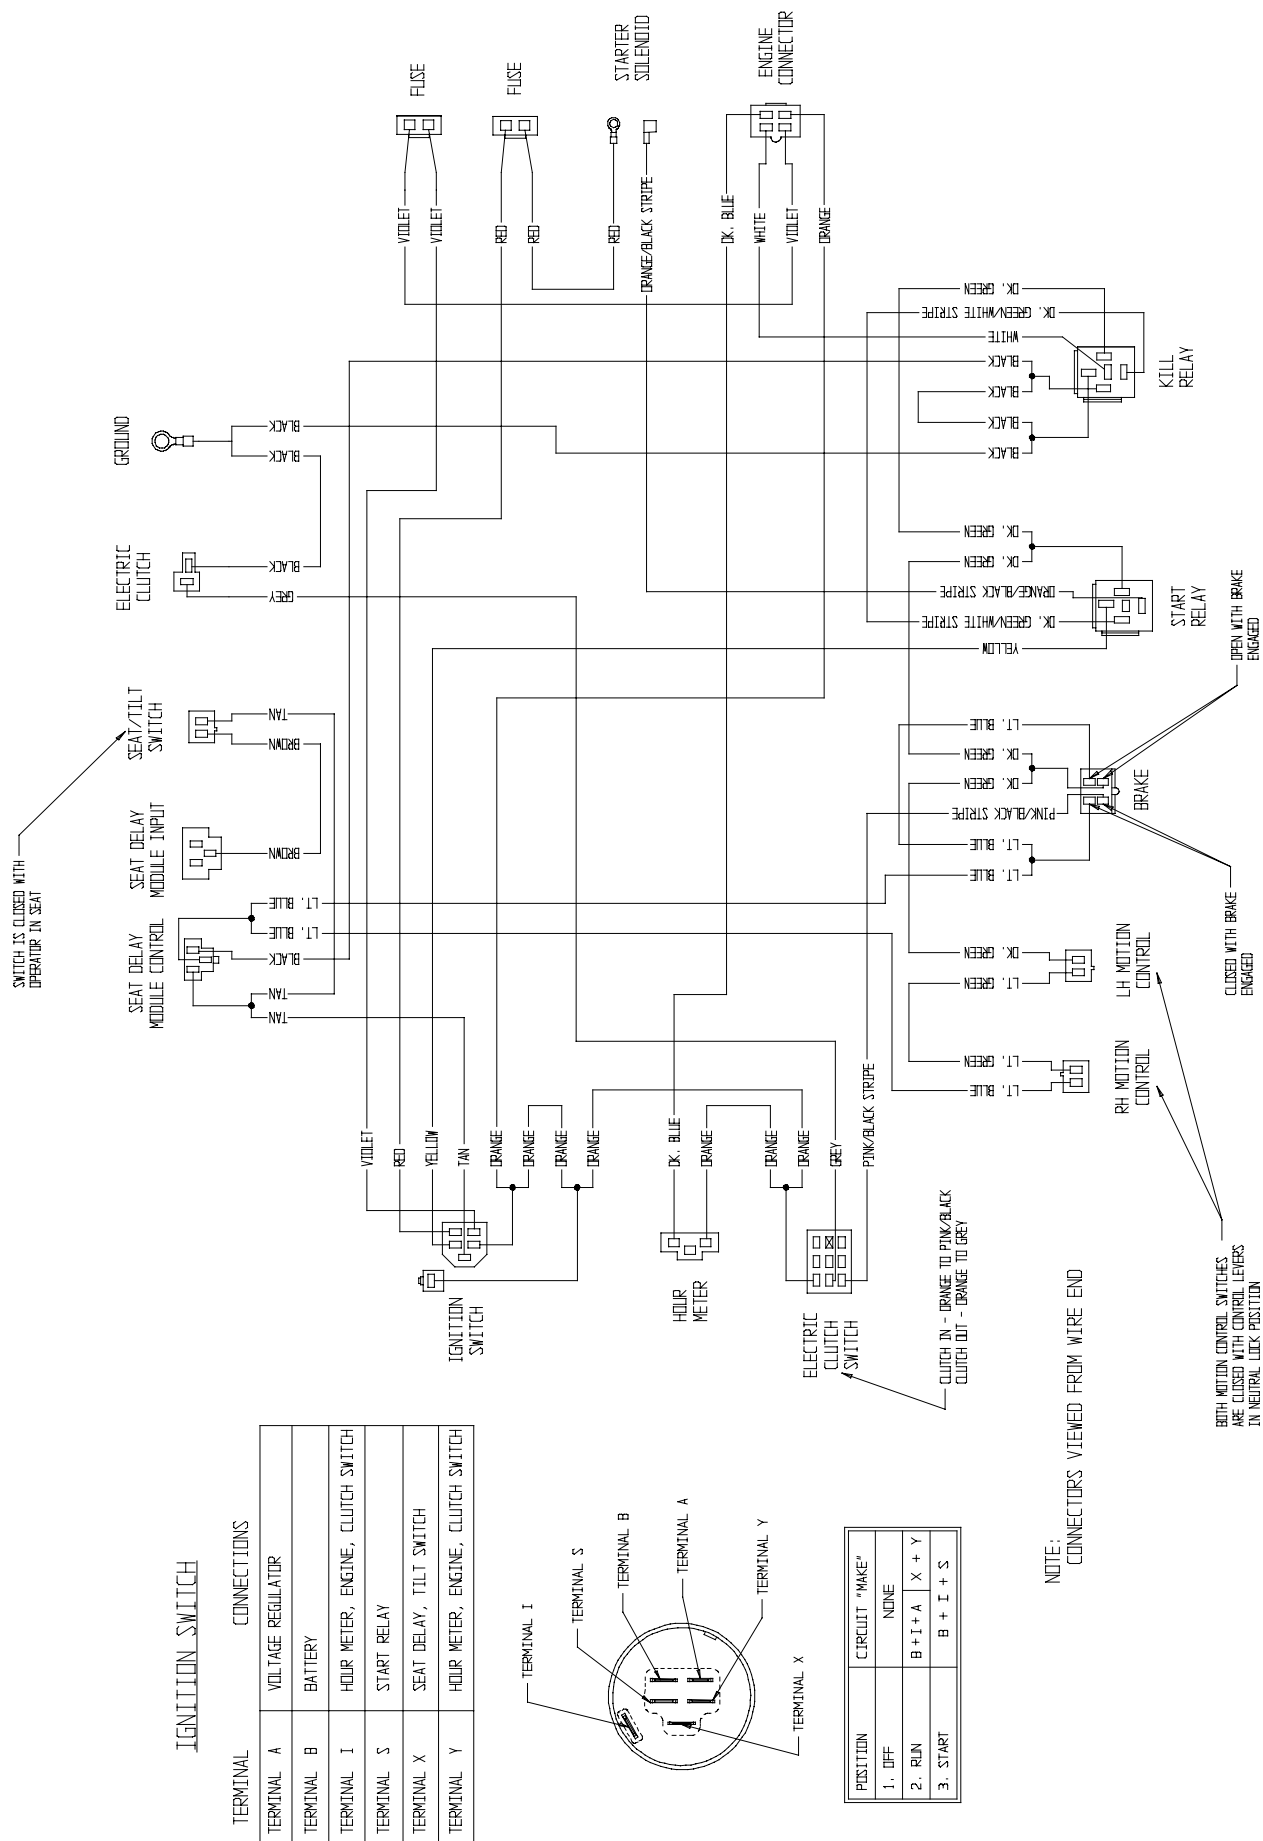 FUSE
FUSE
STARTER
SOLENOID
ENGINE
CONNECTOR
VIOLET
VIOLET
RED
RED
RED
ORANGE/BLACK STRIPE
DK. BLUE
WHITE
VIOLET
ORANGE
GROUND
BLACK
BLACK
ELECTRIC
CLUTCH
BLACK
GREY
SEAT/TILT
SWITCH
TAN
BROWN
SEAT DELAY
MODULE INPUT
BROWN
SEAT DELAY
MODULE CONTROL
LT. BLUE
LT. BLUE
BLACK
TAN
TAN
SWITCH IS CLOSED WITH
OPERATOR IN SEAT
DK. GREEN
DK. GREEN/WHITE STRIPE
WHITE
BLACK
BLACK
BLACK
BLACK
KILL
RELAY
DK. GREEN
DK. GREEN
ORANGE/BLACK STRIPE
DK. GREEN/WHITE STRIPE
YELLOW
START
RELAY
OPEN WITH BRAKE
ENGAGED
LT. BLUE
DK. GREEN
DK. GREEN
PINK/BLACK STRIPE
LT. BLUE
LT. BLUE
BRAKE
CLOSED WITH BRAKE
ENGAGED
DK. GREEN
LT. GREEN
LH MOTION
CONTROL
LT. GREEN
LT. BLUE
RH MOTION
CONTROL
BOTH MOTION CONTROL SWITCHES
ARE CLOSED WITH CONTROL LEVERS
IN NEUTRAL LOCK POSITION
VIOLET
RED
YELLOW
TAN
ORANGE
ORANGE
ORANGE
ORANGE
DK. BLUE
ORANGE
ORANGE
ORANGE
GREY
PINK/BLACK STRIPE
IGNITION
SWITCH
HOUR
METER
ELECTRIC
CLUTCH
SWITCH
CLUTCH IN - ORANGE TO PINK/BLACK
CLUTCH OUT - ORANGE TO GREY
NOTE:
CONNECTORS VIEWED FROM WIRE END
IGNITION SWITCH
TERMINAL CONNECTIONS
TERMINAL A VOLTAGE REGULATOR
TERMINAL B BATTERY
TERMINAL I HOUR METER, ENGINE, CLUTCH SWITCH
TERMINAL S START RELAY
TERMINAL X SEAT DELAY, TILT SWITCH
TERMINAL Y HOUR METER, ENGINE, CLUTCH SWITCH
TERMINAL I
TERMINAL S
TERMINAL B
TERMINAL A
TERMINAL Y
TERMINAL X
POSITION CIRCUIT "MAKE"
1. OFF NONE
2. RUN B+I+A X + Y
3. START B + I + S